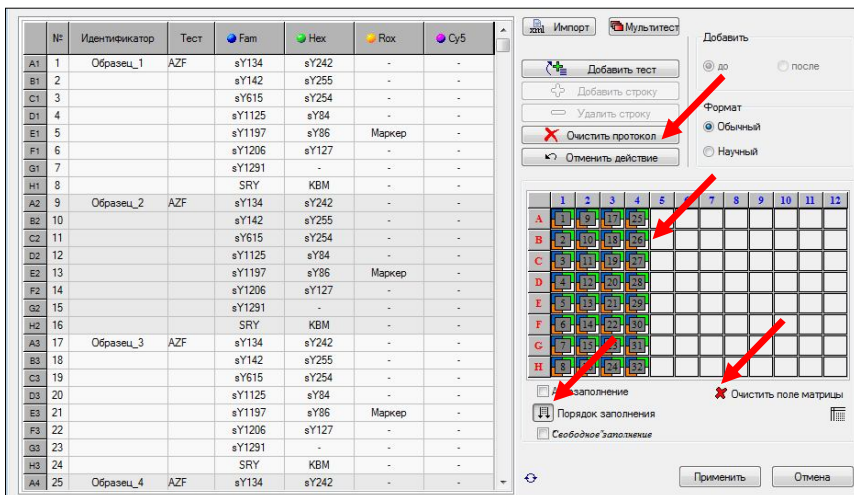 № Идентификатор Тест Fam Hex Rox Cy5
A1 1 Образец_1 AZF sY134 sY242 - -
B1 2 sY142 sY255 - -
C1 3 sY615 sY254 - -
D1 4 sY1125 sY84 - -
E1 5 sY1197 sY86 Маркер -
F1 6 sY1206 sY127 - -
G1 7 sY1291 - - -
H1 8 SRY KBM - -
A2 9 Образец_2 AZF sY134 sY242 - -
B2 10 sY142 sY255 - -
C2 11 sY615 sY254 - -
D2 12 sY1125 sY84 - -
E2 13 sY1197 sY86 Маркер -
F2 14 sY1206 sY127 - -
G2 15 sY1291 - - -
H2 16 SRY KBM - -
A3 17 Образец_3 AZF sY134 sY242 - -
B3 18 sY142 sY255 - -
C3 19 sY615 sY254 - -
D3 20 sY1125 sY84 - -
E3 21 sY1197 sY86 Маркер -
F3 22 sY1206 sY127 - -
G3 23 sY1291 - - -
H3 24 SRY KBM - -
A4 25 Образец_4 AZF sY134 sY242 - -
xml Импорт Мультитест
Добавить
до после
Добавить тест
Добавить строку
Удалить строку
Очистить протокол
Отменить действие
Формат
Обычный
Научный
1 2 3 4 5 6 7 8 9 10 11 12
A 1 9 17 25
B 2 10 18 26
C 3 11 19 27
D 4 12 20 28
E 5 13 21 29
F 6 14 22 30
G 7 15 23 31
H 8 24 32
Очистить поле матрицы
Порядок заполнения
Свободное заполнение
Применить Отмена